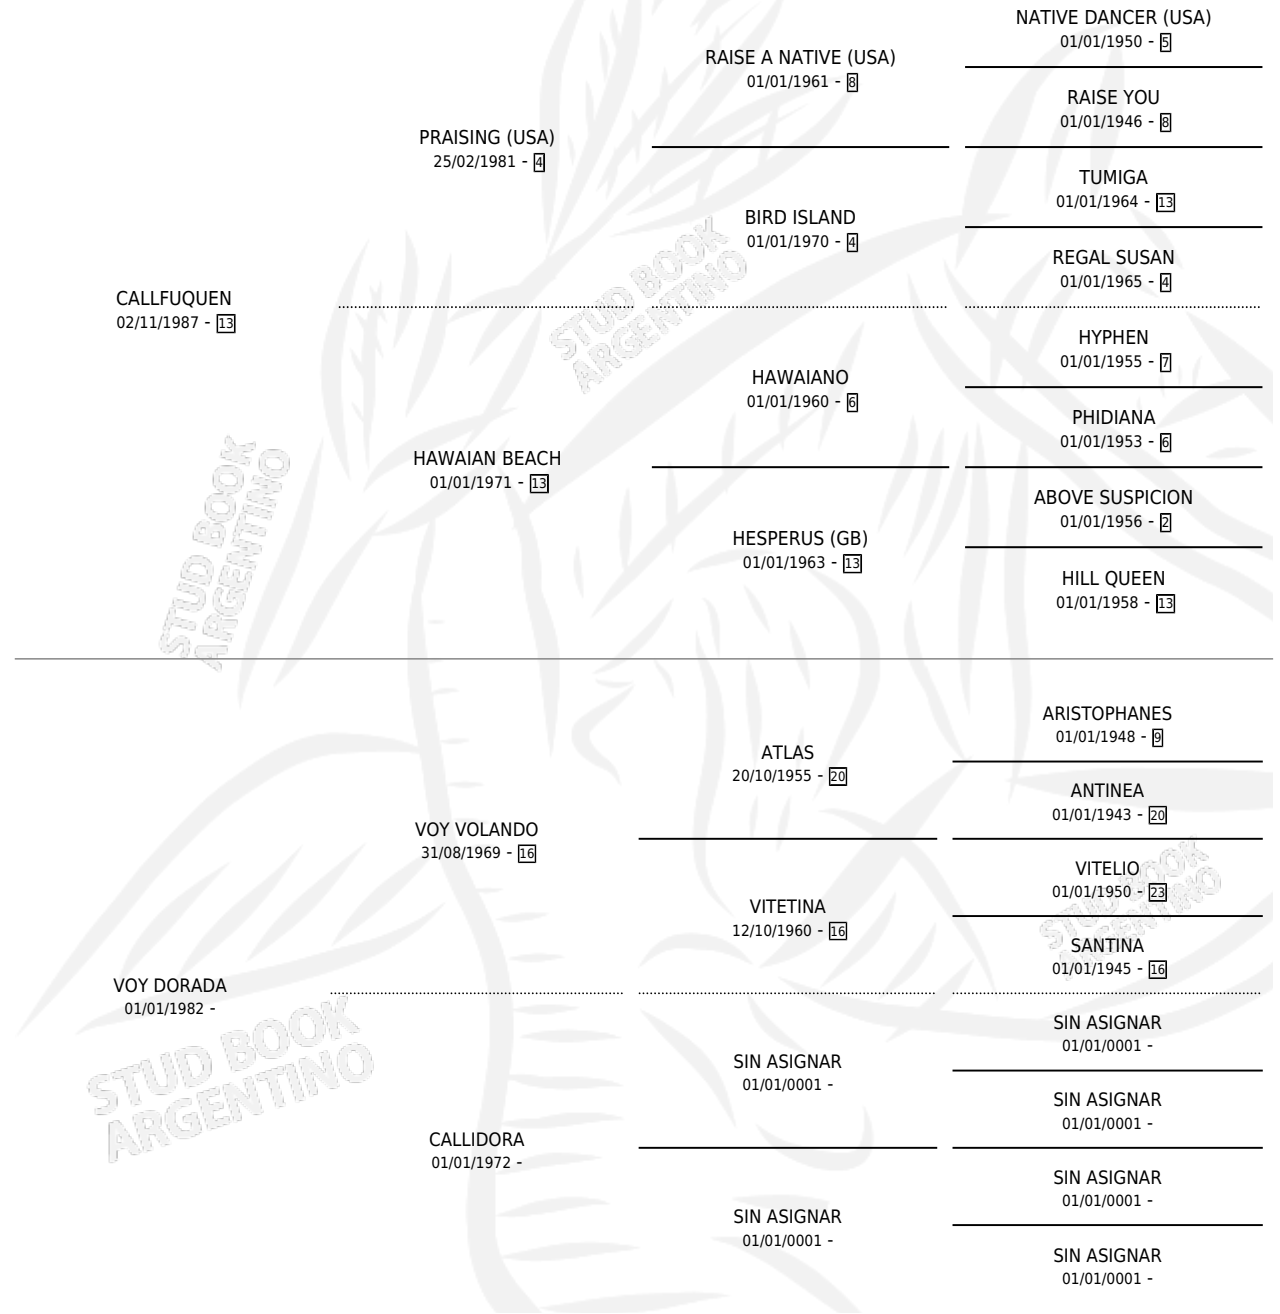 NATIVE DANCER (USA)
01/01/1950 - 5
RAISE A NATIVE (USA)
01/01/1961 - 8
RAISE YOU
01/01/1946 - 8
PRAISING (USA)
25/02/1981 - 4
TUMIGA
01/01/1964 - 13
BIRD ISLAND
01/01/1970 - 4
REGAL SUSAN
01/01/1965 - 4
CALLFUQUEN
02/11/1987 - 13
STUD BOOK
ARGENTINO
HYPHEN
01/01/1955 - 7
HAWAIANO
01/01/1960 - 6
PHIDIANA
01/01/1953 - 6
HAWAIAN BEACH
01/01/1971 - 13
ABOVE SUSPICION
01/01/1956 - 2
HESPERUS (GB)
01/01/1963 - 13
HILL QUEEN
01/01/1958 - 13
STUD BOOK
ARGENTINO
ARISTOPHANES
01/01/1948 - 9
ATLAS
20/10/1955 - 20
ANTINEA
01/01/1943 - 20
VOY VOLANDO
31/08/1969 - 16
VITELIO
01/01/1950 - 23
VITETINA
12/10/1960 - 16
SANTINA
01/01/1945 - 16
STUD BOOK
ARGENTINO
VOY DORADA
01/01/1982 -
SIN ASIGNAR
01/01/0001 -
SIN ASIGNAR
01/01/0001 -
SIN ASIGNAR
01/01/0001 -
STUD BOOK
ARGENTINO
CALLIDORA
01/01/1972 -
SIN ASIGNAR
01/01/0001 -
SIN ASIGNAR
01/01/0001 -
SIN ASIGNAR
01/01/0001 -